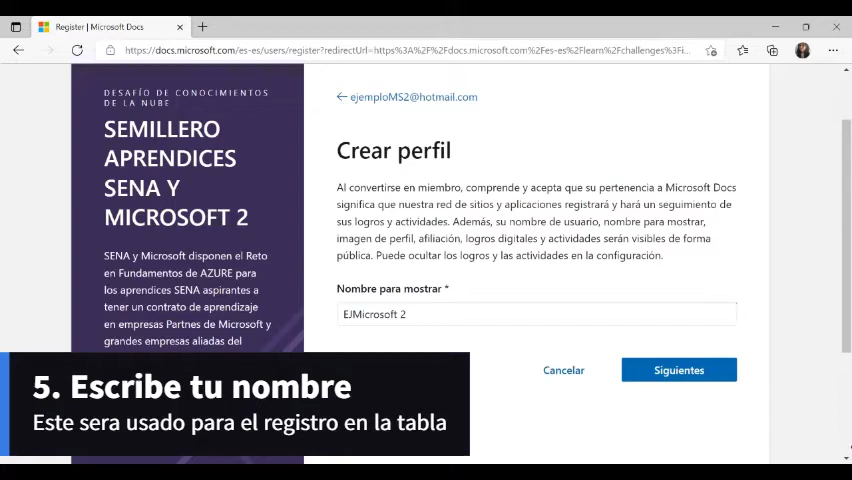 Register | Microsoft Docs
https://docs.microsoft.com/es-es/users/register?redirectUrl=https%3A%2F%2Fdocs.microsoft.com%2Fes-es%2Flearn%2Fchallenges%3Fi...
DESAFÍO DE CONOCIMIENTOS
DE LA NUBE
SEMILLERO
APRENDICES
SENA Y
MICROSOFT 2
SENA y Microsoft disponen el Reto
en Fundamentos de AZURE para
los aprendices SENA aspirantes a
tener un contrato de aprendizaje
en empresas Partnes de Microsoft y
grandes empresas aliadas del
ejemploMS2@hotmail.com
Crear perfil
Al convertirse en miembro, comprende y acepta que su pertenencia a Microsoft Docs
significa que nuestra red de sitios y aplicaciones registrará y hará un seguimiento de
sus logros y actividades. Además, su nombre de usuario, nombre para mostrar,
imagen de perfil, afiliación, logros digitales y actividades serán visibles de forma
pública. Puede ocultar los logros y las actividades en la configuración.
Nombre para mostrar *
EJMicrosoft 2
Cancelar
Siguientes
5. Escribe tu nombre
Este sera usado para el registro en la tabla